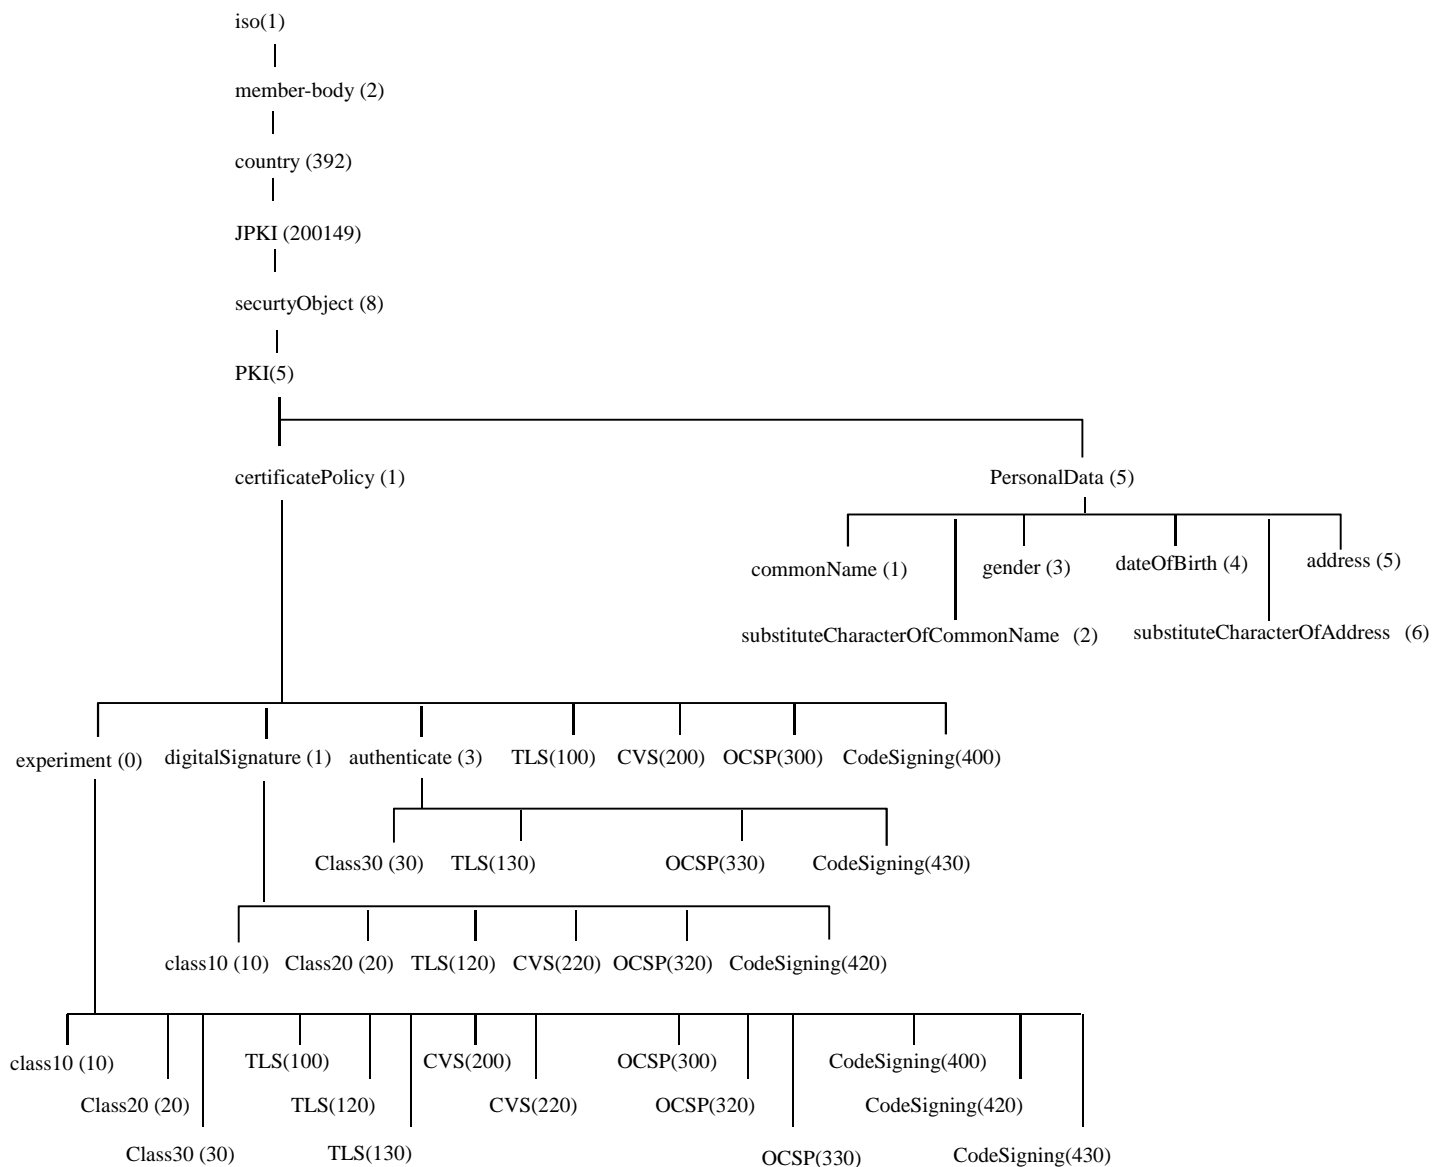 iso(1)
member-body (2)
country (392)
JPKI (200149)
securtyObject (8)
PKI(5)
certificatePolicy (1)
PersonalData (5)
commonName (1)
gender (3)
dateOfBirth (4)
address (5)
substituteCharacterOfCommonName (2)
substituteCharacterOfAddress (6)
experiment (0)
digitalSignature (1)
authenticate (3)
TLS(100)
CVS(200)
OCSP(300)
CodeSigning(400)
Class30 (30)
TLS(130)
OCSP(330)
CodeSigning(430)
class10 (10)
Class20 (20)
TLS(120)
CVS(220)
OCSP(320)
CodeSigning(420)
class10 (10)
TLS(100)
CVS(200)
OCSP(300)
CodeSigning(400)
Class20 (20)
TLS(120)
CVS(220)
OCSP(320)
CodeSigning(420)
Class30 (30)
TLS(130)
OCSP(330)
CodeSigning(430)